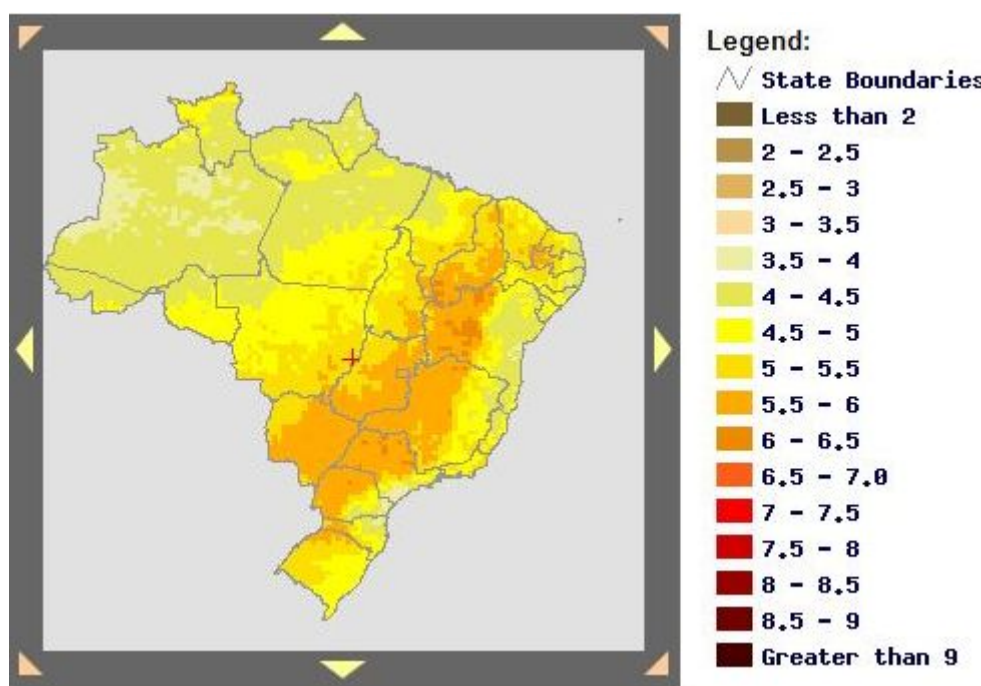 Legend:
State Boundaries
Less than 2
2 - 2.5
2.5 - 3
3 - 3.5
3.5 - 4
4 - 4.5
4.5 - 5
5 - 5.5
5.5 - 6
6 - 6.5
6.5 - 7.0
7 - 7.5
7.5 - 8
8 - 8.5
8.5 - 9
Greater than 9